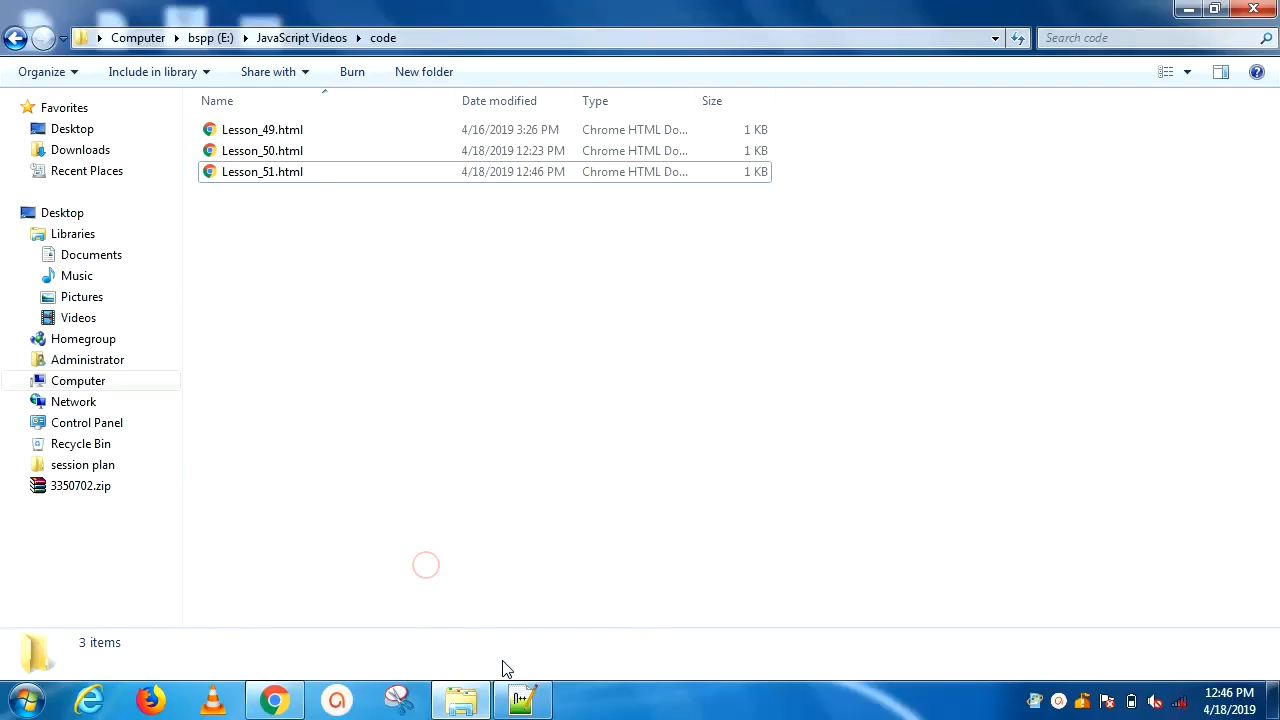 Computer bspp (E:) JavaScript Videos code
Search code
Organize Include in library Share with Burn New folder
Name Date modified Type Size
Lesson_49.html 4/16/2019 3:26 PM Chrome HTML Do... 1 KB
Lesson_50.html 4/18/2019 12:23 PM Chrome HTML Do... 1 KB
Lesson_51.html 4/18/2019 12:46 PM Chrome HTML Do... 1 KB
Favorites
Desktop
Downloads
Recent Places
Desktop
Libraries
Documents
Music
Pictures
Videos
Homegroup
Administrator
Computer
Network
Control Panel
Recycle Bin
session plan
3350702.zip
3 items
12:46 PM
4/18/2019